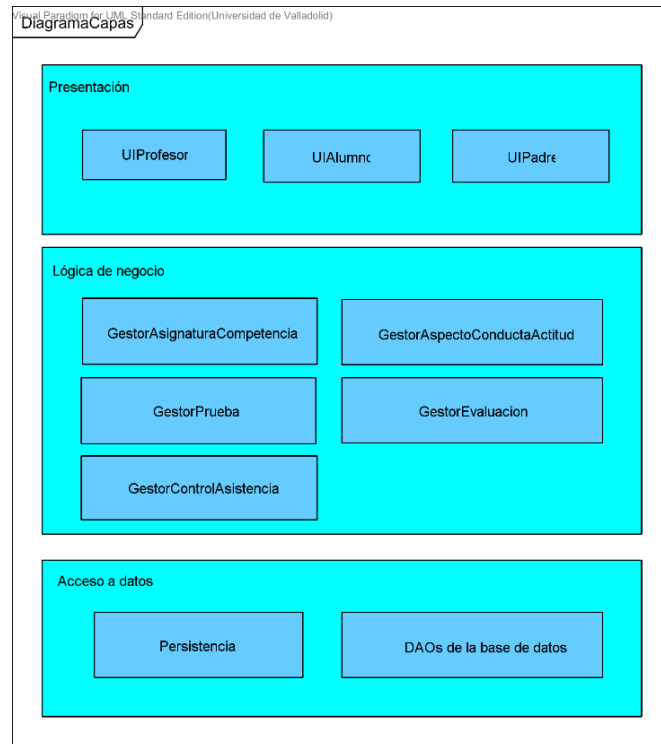 Visual Paradigm for UML Standard Edition(Universidad de Valladolid)
DiagramaCapas
Presentación
UIProfesor
UIAlumno
UIPadre
Lógica de negocio
GestorAsignaturaCompetencia
GestorAspectoConductaActitud
GestorPrueba
GestorEvaluacion
GestorControlAsistencia
Acceso a datos
Persistencia
DAOs de la base de datos